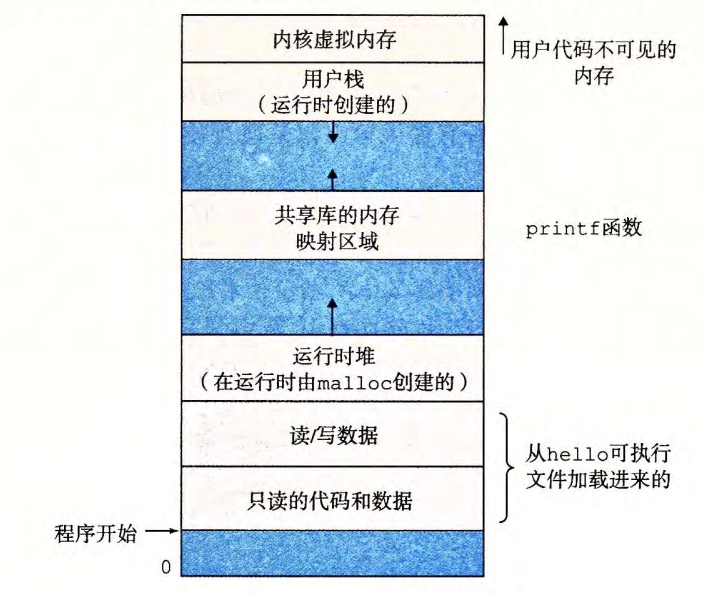 内核虚拟内存
用户代码不可见的
内存
用户栈
（运行时创建的）
共享库的内存
映射区域
printf函数
运行时堆
（在运行时由malloc创建的）
读/写数据
从hello可执行
文件加载进来的
只读的代码和数据
程序开始
0